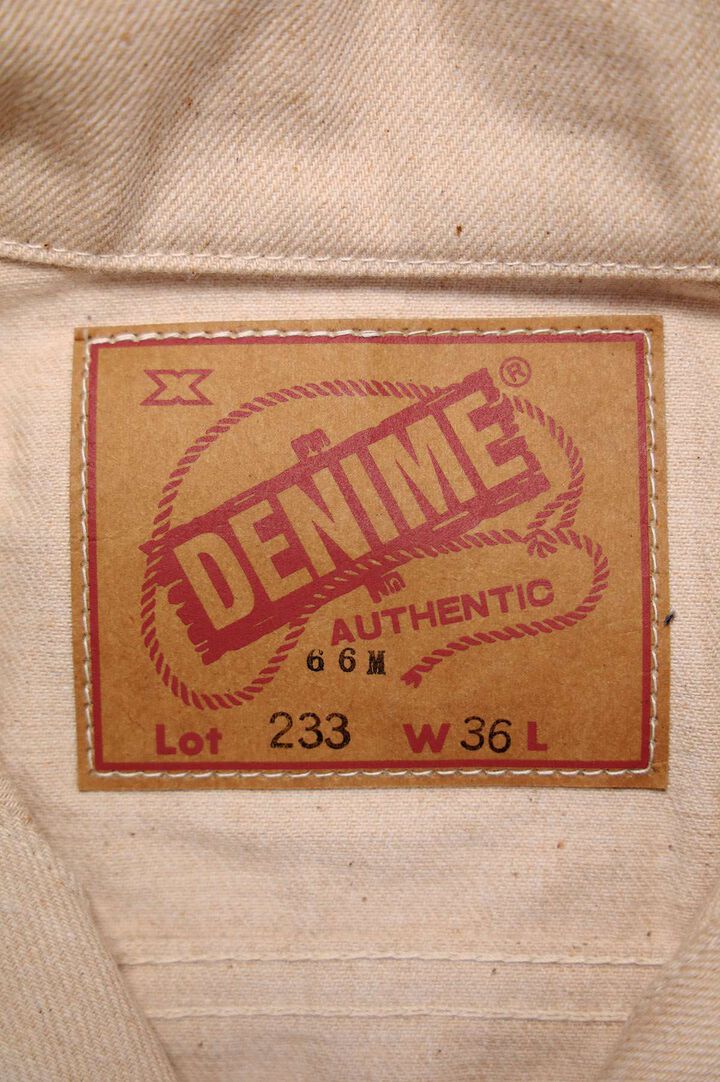 X
®
DENIME
AUTHENTIC
66M
Lot 233 W 36 L